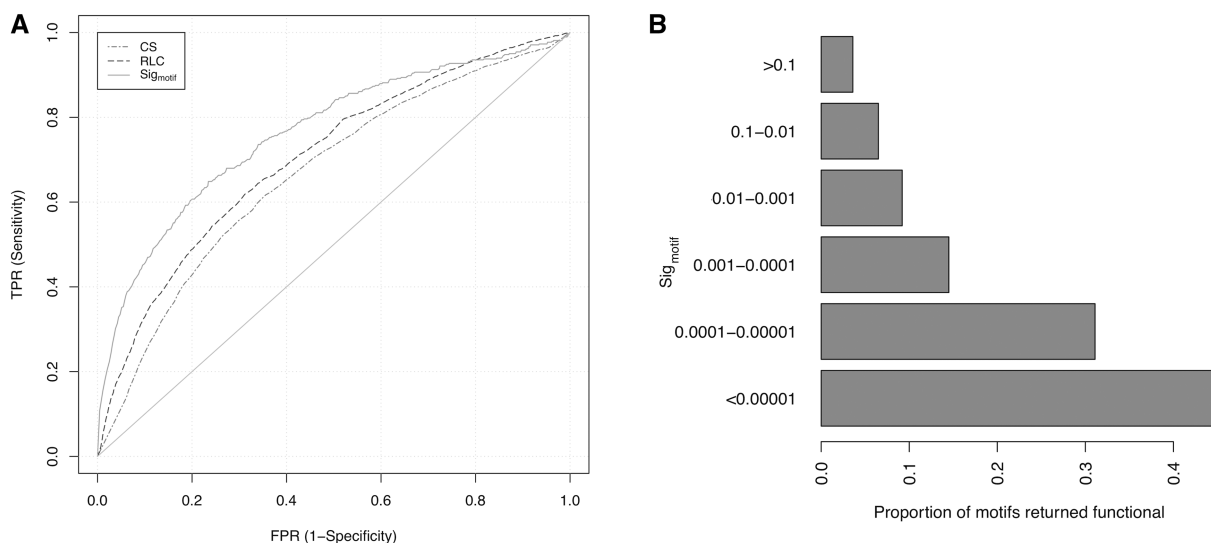 A
CS
RLC
Sigmotif
TPR (Sensitivity)
1.0
0.8
0.6
0.4
0.2
0.0
0.0 0.2 0.4 0.6 0.8 1.0
FPR (1−Specificity)
B
Sigmotif
>0.1
0.1−0.01
0.01−0.001
0.001−0.0001
0.0001−0.00001
<0.00001
0.0 0.1 0.2 0.3 0.4
Proportion of motifs returned functional